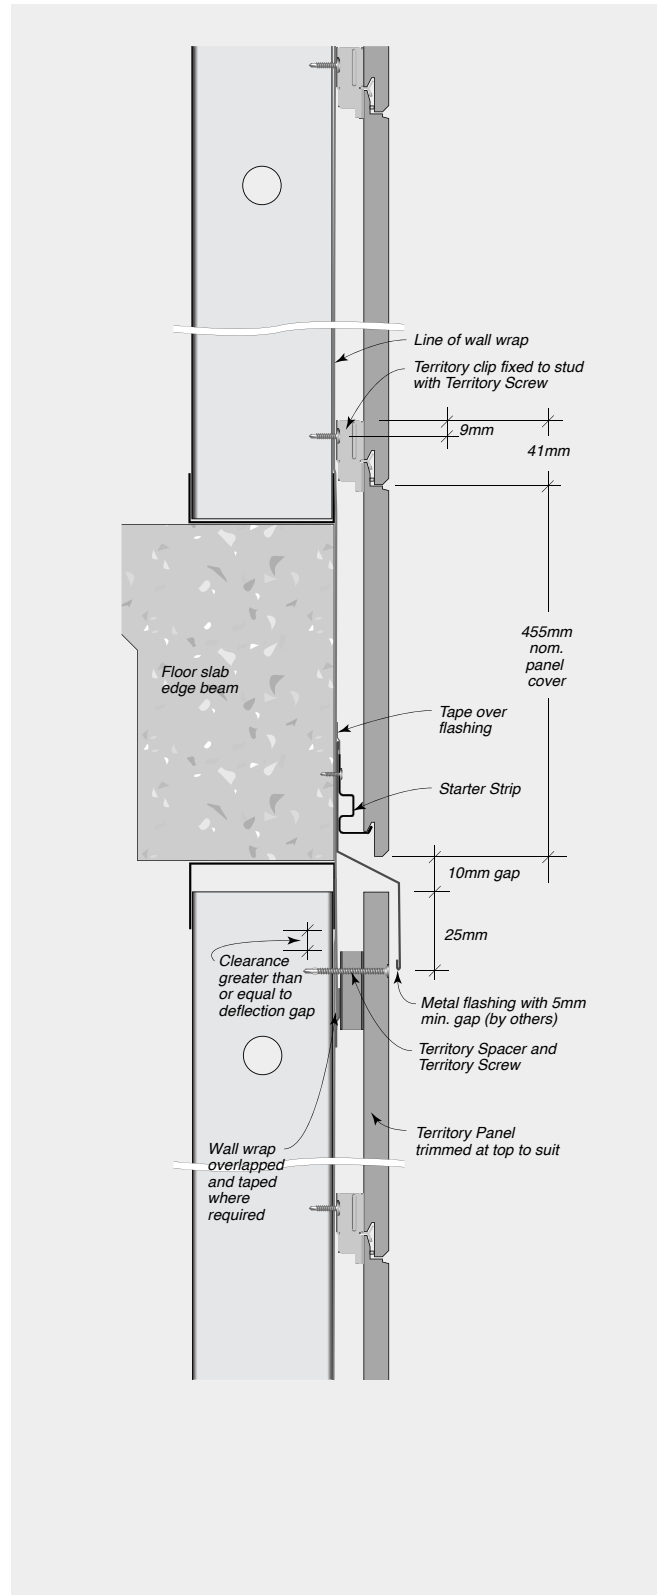 Line of wall wrap
Territory clip fixed to stud
with Territory Screw
9mm
41mm
455mm
nom.
panel
cover
Floor slab
edge beam
Tape over
flashing
Starter Strip
10mm gap
25mm
Clearance
greater than
or equal to
deflection gap
Metal flashing with 5mm
min. gap (by others)
Territory Spacer and
Territory Screw
Territory Panel
trimmed at top to suit
Wall wrap
overlapped
and taped
where
required